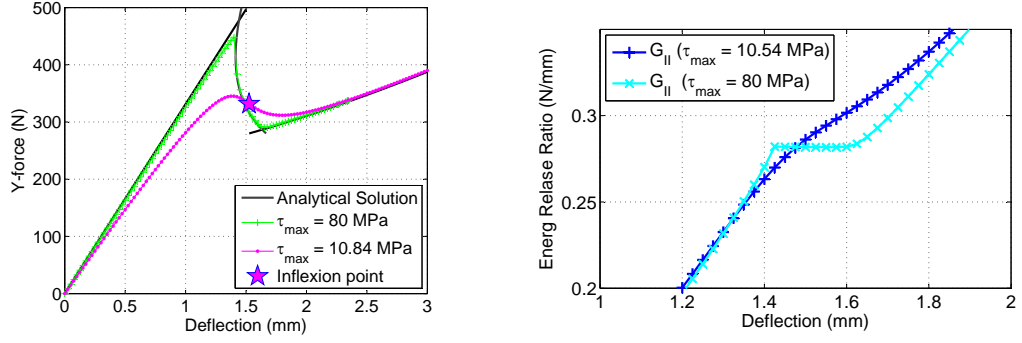 500
400
300
200
100
0
Y-force (N)
0
0.5
1
1.5
2
2.5
3
Deflection (mm)
Analytical Solution
τmax = 80 MPa
τmax = 10.84 MPa
Inflexion point
0.3
0.25
0.2
Energ Relase Ratio (N/mm)
1
1.2
1.4
1.6
1.8
2
Deflection (mm)
GII (τmax = 10.54 MPa)
GII (τmax = 80 MPa)